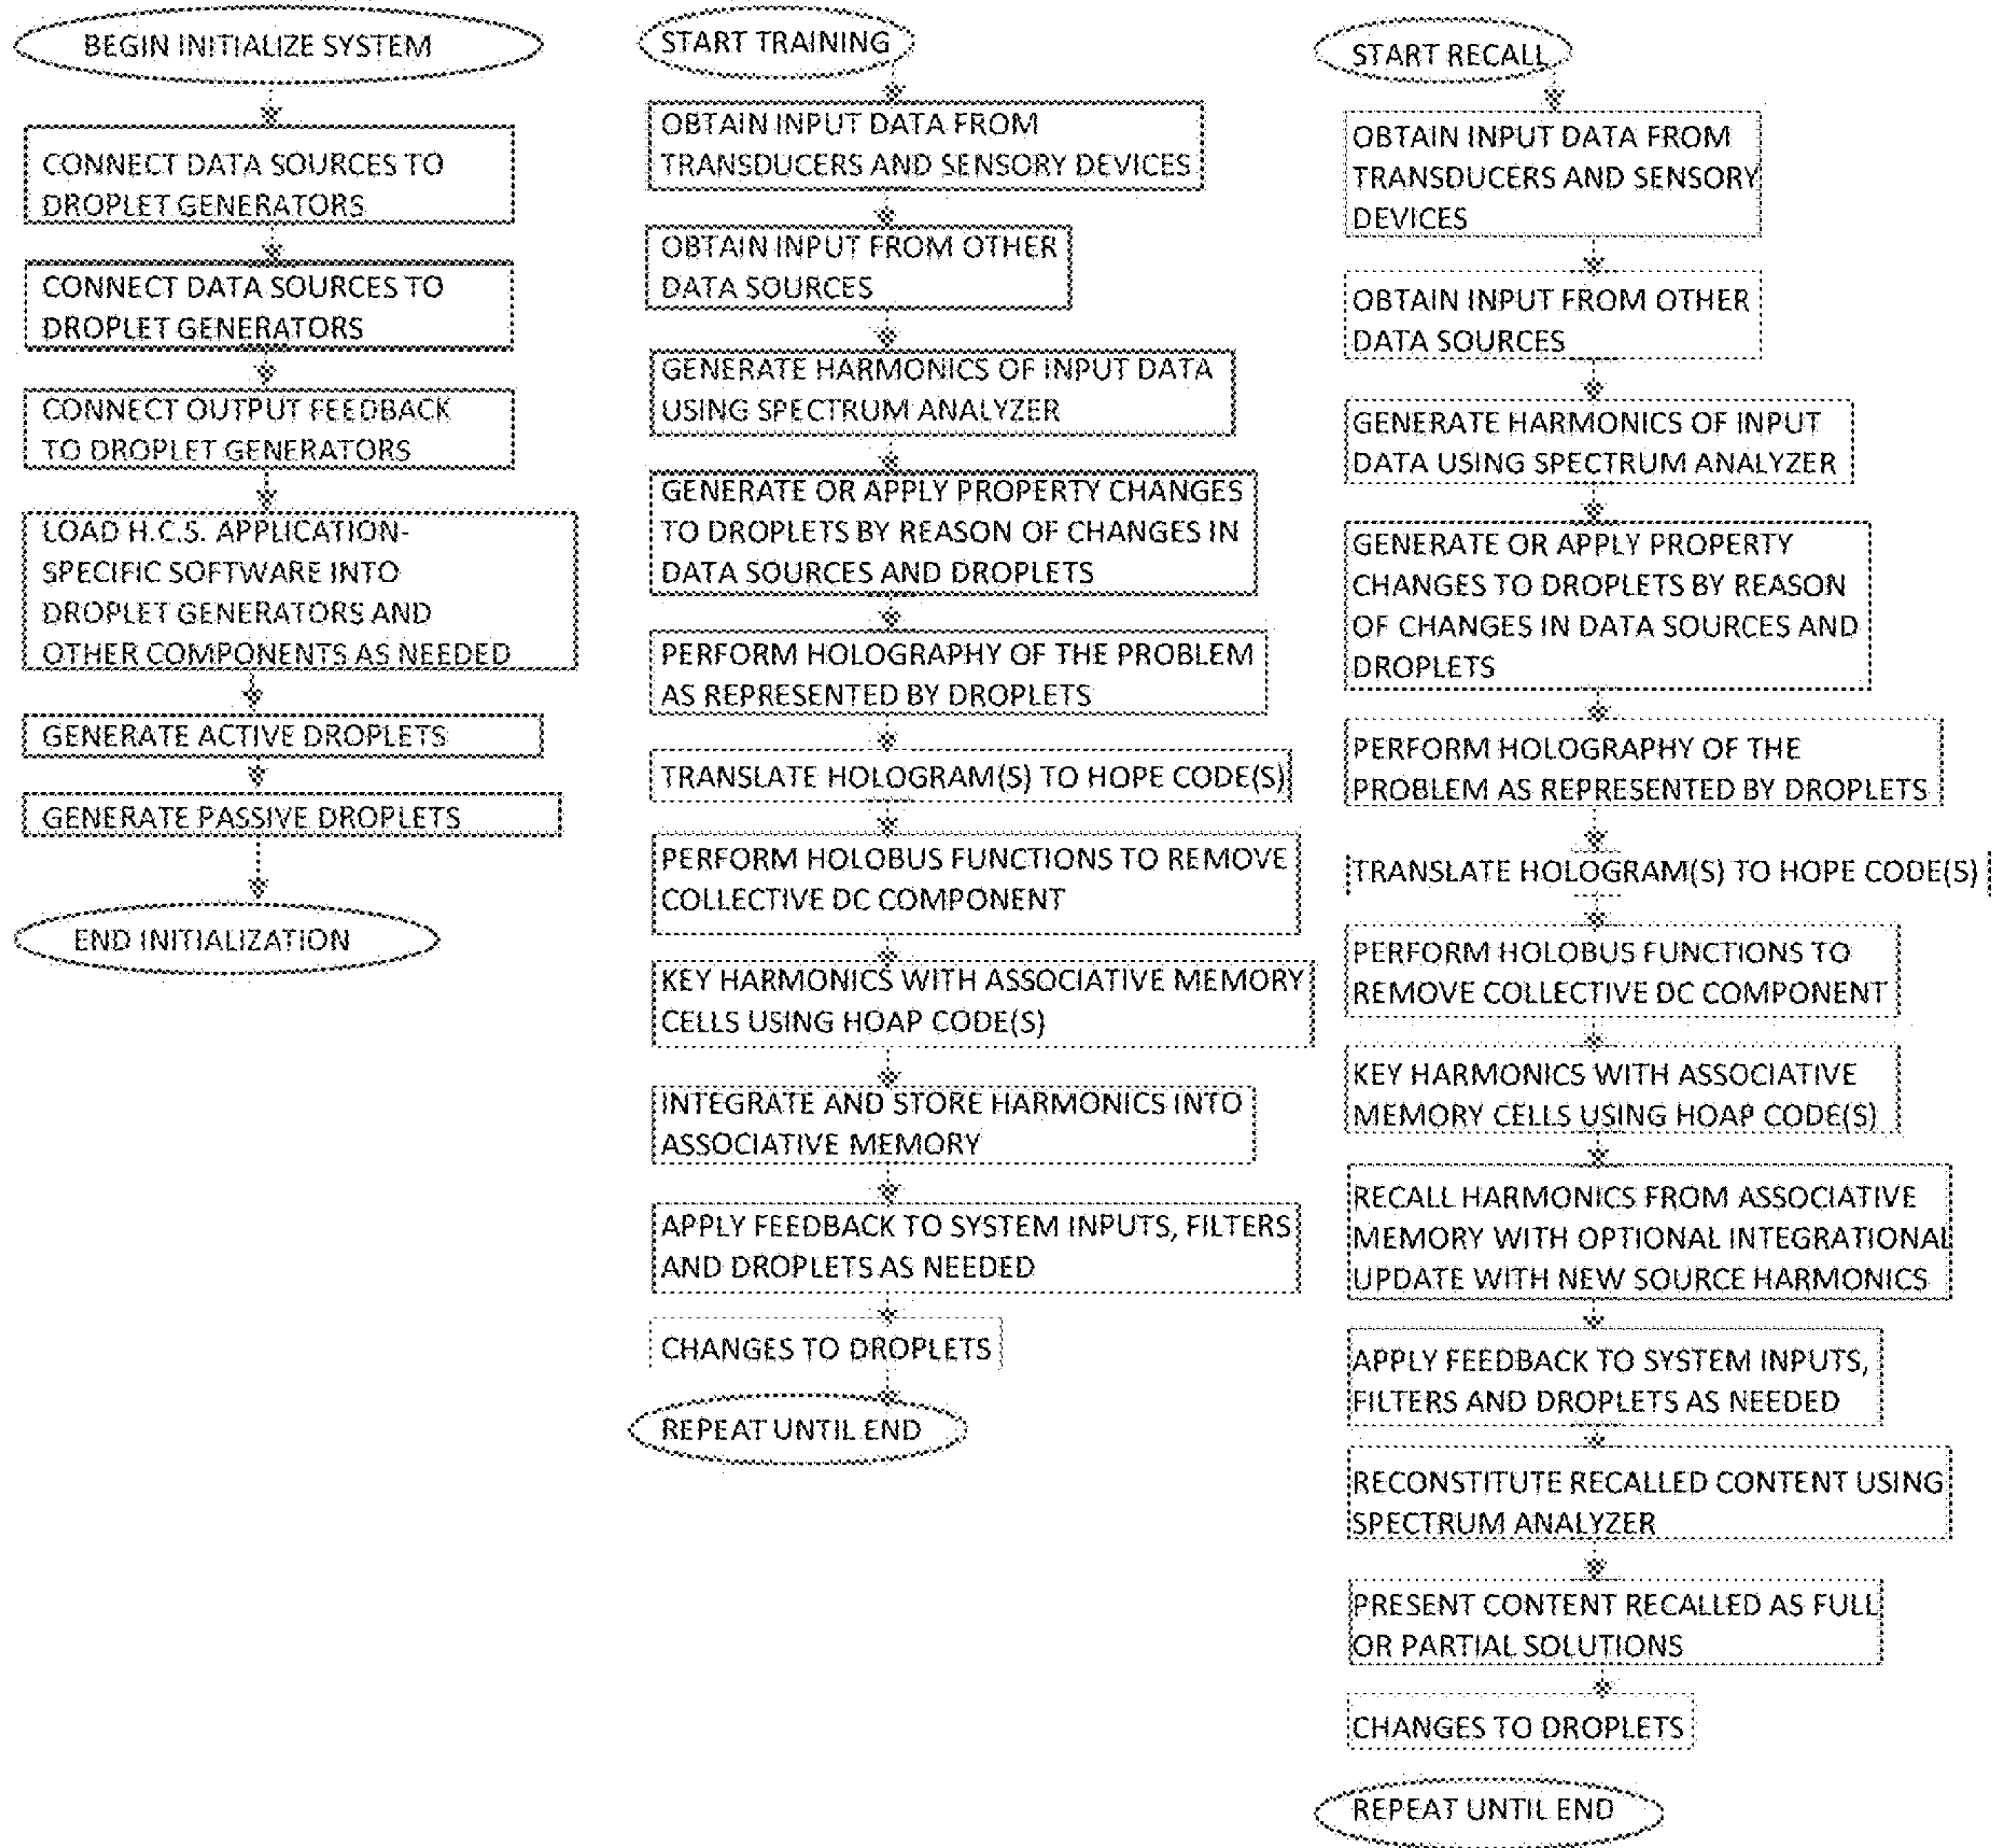 BEGIN INITIALIZE SYSTEM
CONNECT DATA SOURCES TO
DROPLET GENERATORS
CONNECT DATA SOURCES TO
DROPLET GENERATORS
CONNECT OUTPUT FEEDBACK
TO DROPLET GENERATORS
LOAD H.C.S. APPLICATION-
SPECIFIC SOFTWARE INTO
DROPLET GENERATORS AND
OTHER COMPONENTS AS NEEDED
GENERATE ACTIVE DROPLETS
GENERATE PASSIVE DROPLETS
END INITIALIZATION
START TRAINING
OBTAIN INPUT DATA FROM
TRANSDUCERS AND SENSORY DEVICES
OBTAIN INPUT FROM OTHER
DATA SOURCES
GENERATE HARMONICS OF INPUT DATA
USING SPECTRUM ANALYZER
GENERATE OR APPLY PROPERTY CHANGES
TO DROPLETS BY REASON OF CHANGES IN
DATA SOURCES AND DROPLETS
PERFORM HOLOGRAPHY OF THE PROBLEM
AS REPRESENTED BY DROPLETS
TRANSLATE HOLOGRAM(S) TO HOPE CODE(S)
PERFORM HOLOBUS FUNCTIONS TO REMOVE
COLLECTIVE DC COMPONENT
KEY HARMONICS WITH ASSOCIATIVE MEMORY
CELLS USING HOAP CODE(S)
INTEGRATE AND STORE HARMONICS INTO
ASSOCIATIVE MEMORY
APPLY FEEDBACK TO SYSTEM INPUTS, FILTERS
AND DROPLETS AS NEEDED
CHANGES TO DROPLETS
REPEAT UNTIL END
START RECALL
OBTAIN INPUT DATA FROM
TRANSDUCERS AND SENSORY
DEVICES
OBTAIN INPUT FROM OTHER
DATA SOURCES
GENERATE HARMONICS OF INPUT
DATA USING SPECTRUM ANALYZER
GENERATE OR APPLY PROPERTY
CHANGES TO DROPLETS BY REASON
OF CHANGES IN DATA SOURCES AND
DROPLETS
PERFORM HOLOGRAPHY OF THE
PROBLEM AS REPRESENTED BY DROPLETS
TRANSLATE HOLOGRAM(S) TO HOPE CODE(S)
PERFORM HOLOBUS FUNCTIONS TO
REMOVE COLLECTIVE DC COMPONENT
KEY HARMONICS WITH ASSOCIATIVE
MEMORY CELLS USING HOAP CODE(S)
RECALL HARMONICS FROM ASSOCIATIVE
MEMORY WITH OPTIONAL INTEGRATIONAL
UPDATE WITH NEW SOURCE HARMONICS
APPLY FEEDBACK TO SYSTEM INPUTS,
FILTERS AND DROPLETS AS NEEDED
RECONSTITUTE RECALLED CONTENT USING
SPECTRUM ANALYZER
PRESENT CONTENT RECALLED AS FULL
OR PARTIAL SOLUTIONS
CHANGES TO DROPLETS
REPEAT UNTIL END